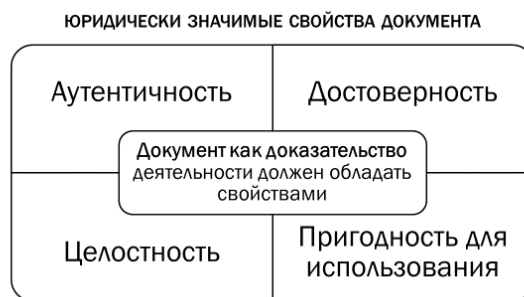 ЮРИДИЧЕСКИ ЗНАЧИМЫЕ СВОЙСТВА ДОКУМЕНТА
Аутентичность
Достоверность
Документ как доказательство
деятельности должен обладать
свойствами
Целостность
Пригодность для
использования